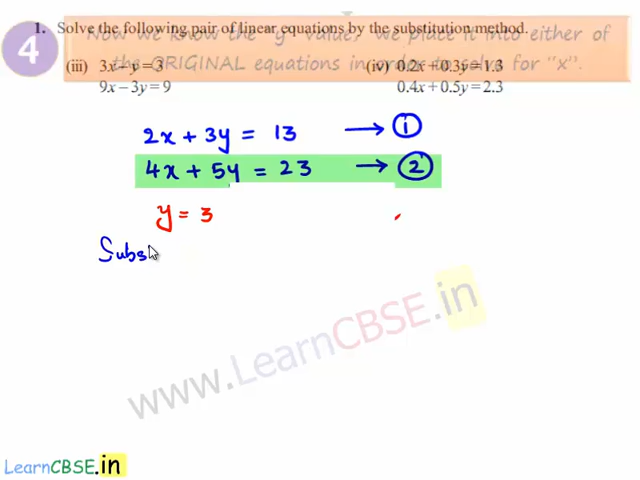 1. Solve the following pair of linear equations by the substitution method.
4 Now we know the "y" value, we place it into either of
the ORIGINAL equations in order to solve for "x".
(iii) 3x – y = 3 (iv) 0.2x + 0.3y = 1.3
9x – 3y = 9 0.4x + 0.5y = 2.3
2x + 3y = 13 → 1
4x + 5y = 23 → 2
y = 3
Subs
www.LearnCBSE.in
LearnCBSE.in